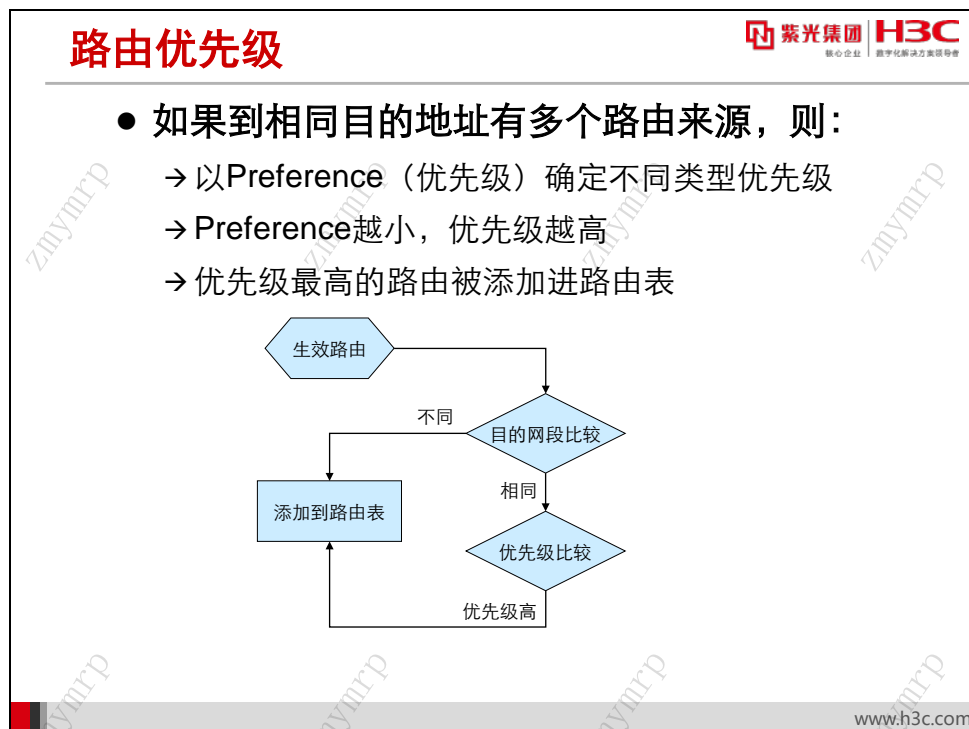 路由优先级
紫光集团
核心企业
H3C
数字化解决方案领导者
● 如果到相同目的地址有多个路由来源，则：
→ 以Preference（优先级）确定不同类型优先级
→ Preference越小，优先级越高
→ 优先级最高的路由被添加进路由表
生效路由
不同
目的网段比较
相同
添加到路由表
优先级比较
优先级高
zmymrp
zmymrp
zmymrp
zmymrp
zmymrp
zmymrp
zmymrp
www.h3c.com